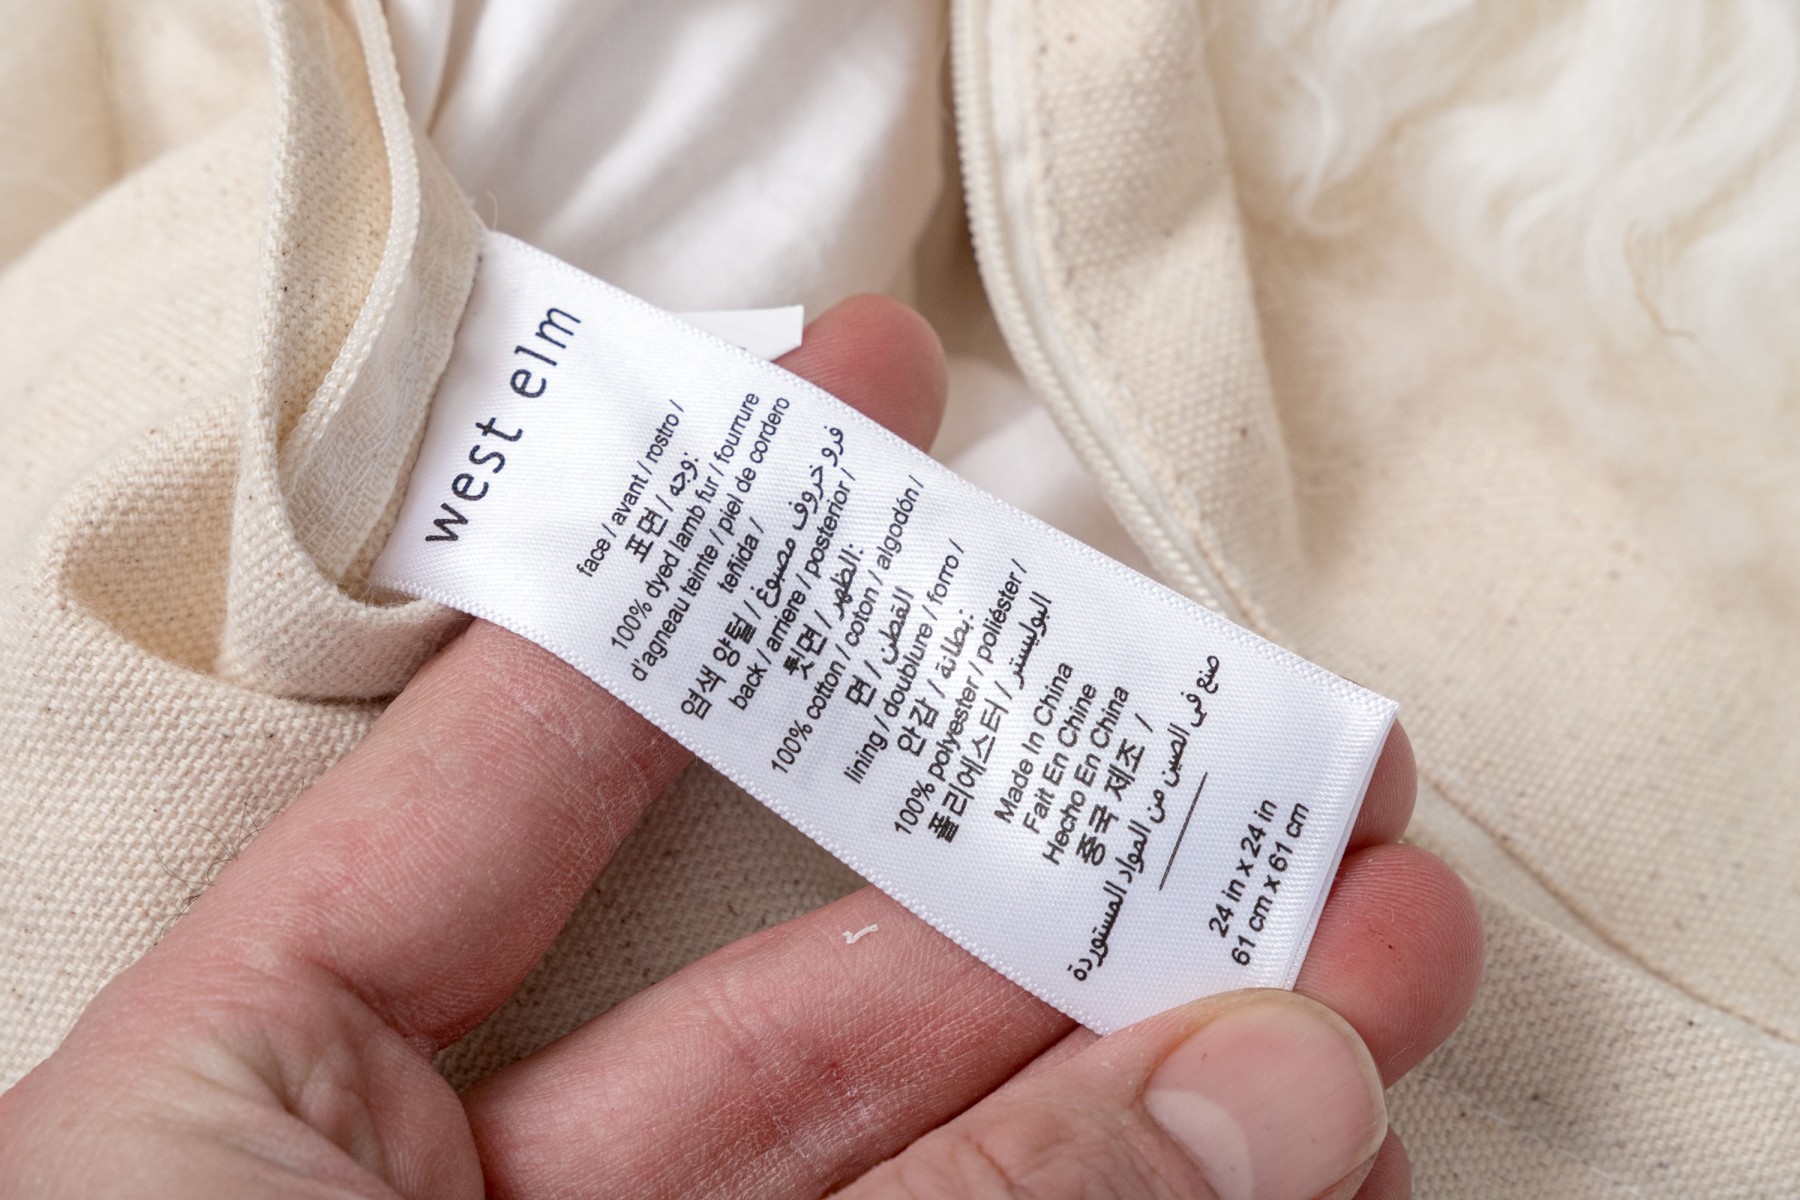 west elm
face / avant / rostro /
표면 / وجه:
100% dyed lamb fur / fourrure
d'agneau teinte / piel de cordero
teñida /
염색 양털 / فرو خروف مصبوغ
back / arriere / posterior /
뒷면 / الظهر:
100% cotton / coton / algodón /
면 / القطن
lining / doublure / forro /
안감 / بطانة:
100% polyester / poliéster /
폴리에스터 / البوليستر
Made In China
Fait En Chine
Hecho En China
중국 제조 /
صنع في الصين من المواد المستوردة
24 in x 24 in
61 cm x 61 cm